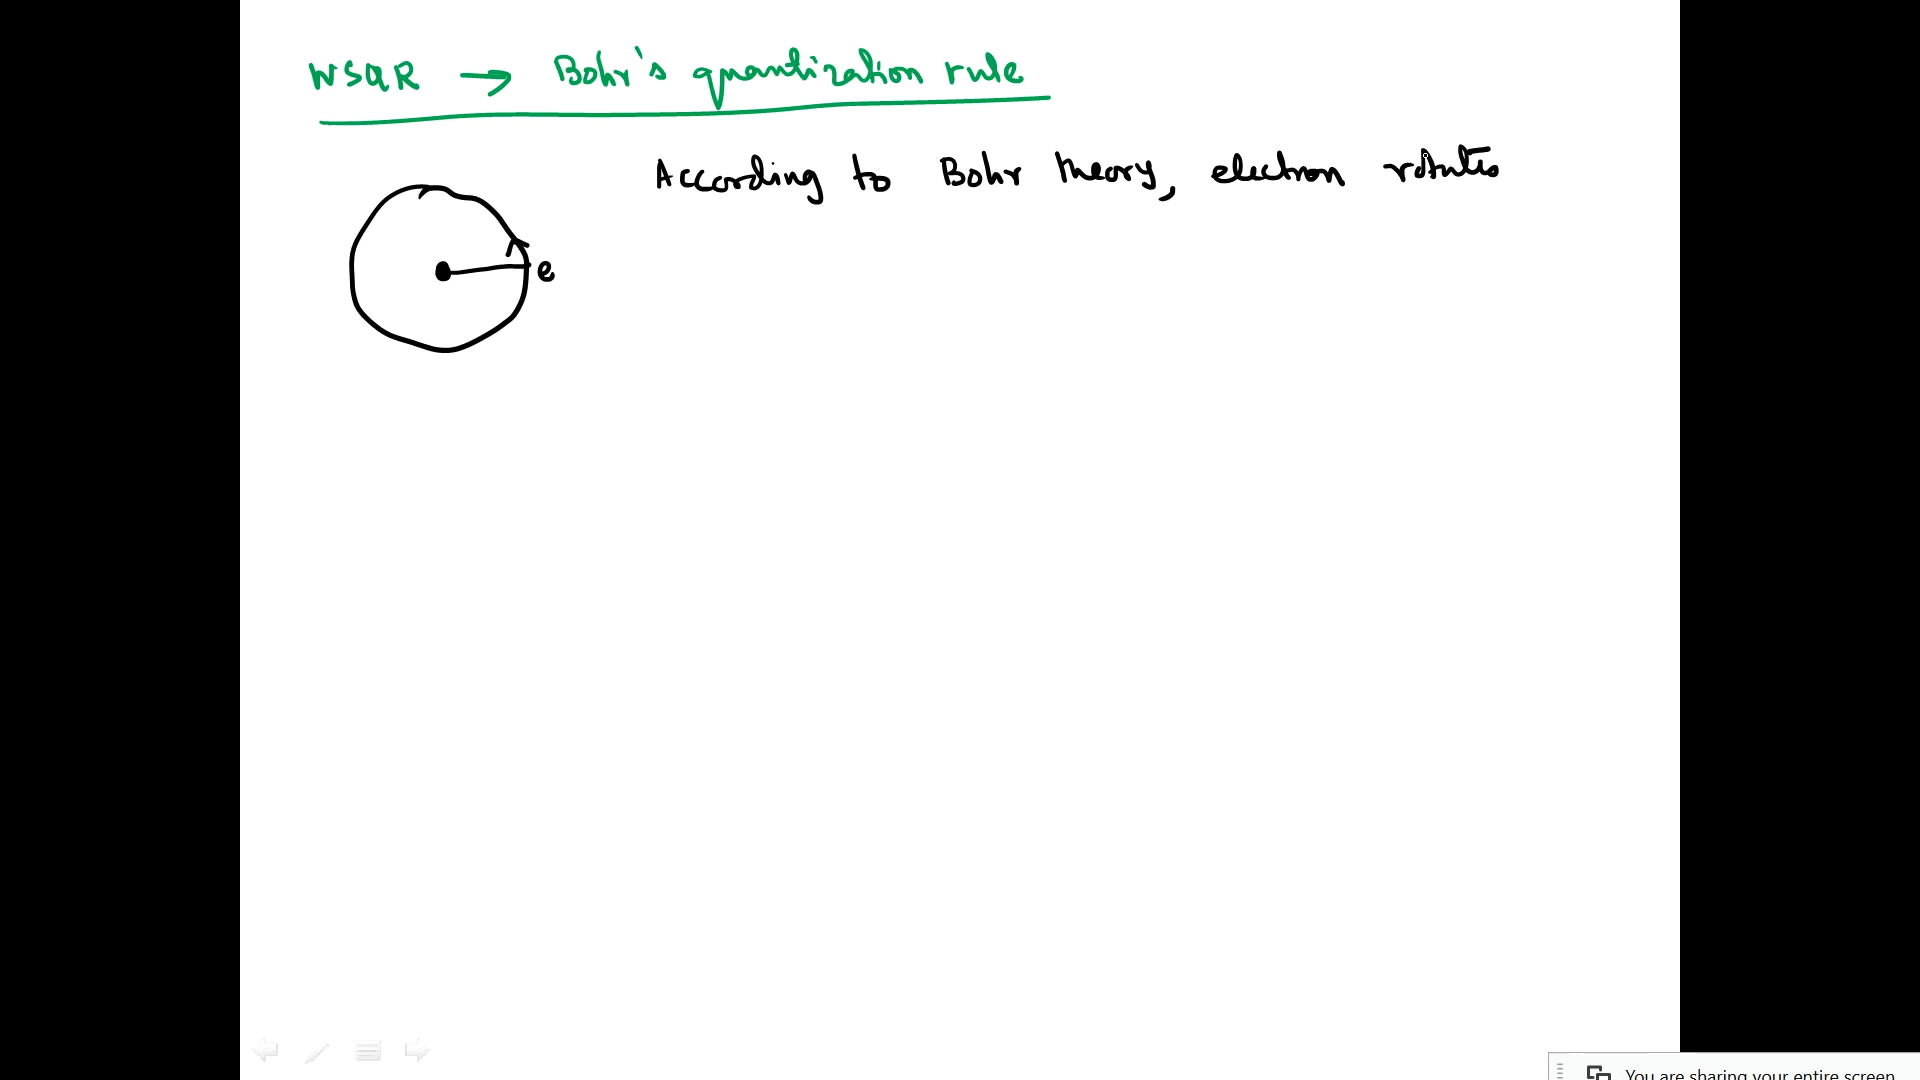 WSQR → Bohr's quantization rule
According to Bohr theory, electron rotates
e
You are sharing your entire screen